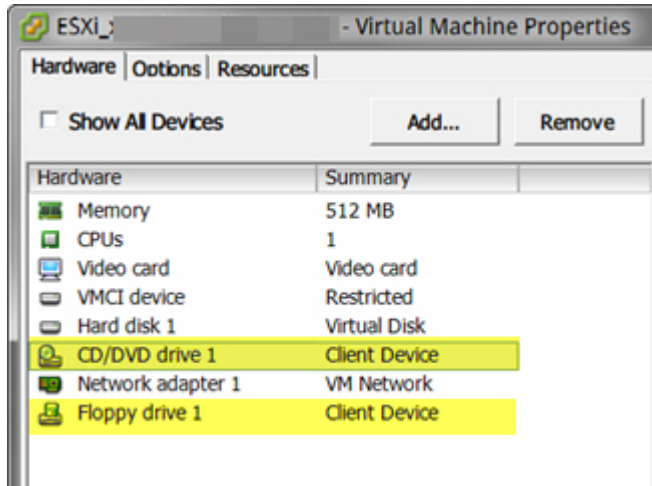 ESXi_ - Virtual Machine Properties
Hardware Options Resources
Show All Devices Add... Remove
Hardware Summary
Memory 512 MB
CPUs 1
Video card Video card
VMCI device Restricted
Hard disk 1 Virtual Disk
CD/DVD drive 1 Client Device
Network adapter 1 VM Network
Floppy drive 1 Client Device